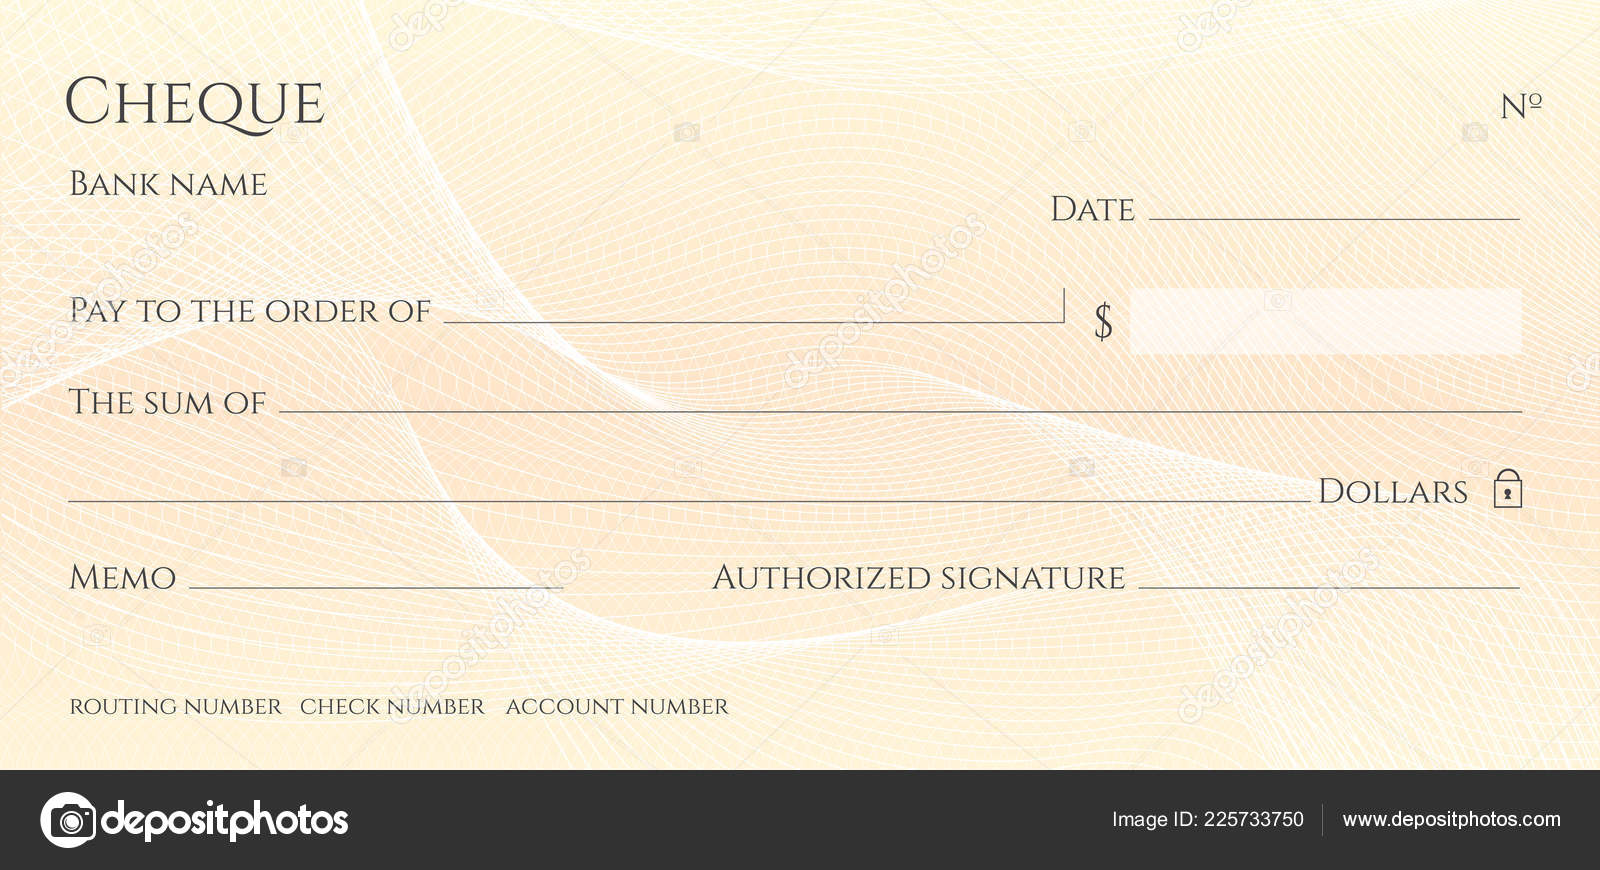 Cheque
Nº
Bank name
Date
Pay to the order of
$
The sum of
Dollars
Memo
Authorized signature
routing number check number account number
depositphotos
Image ID: 225733750
www.depositphotos.com